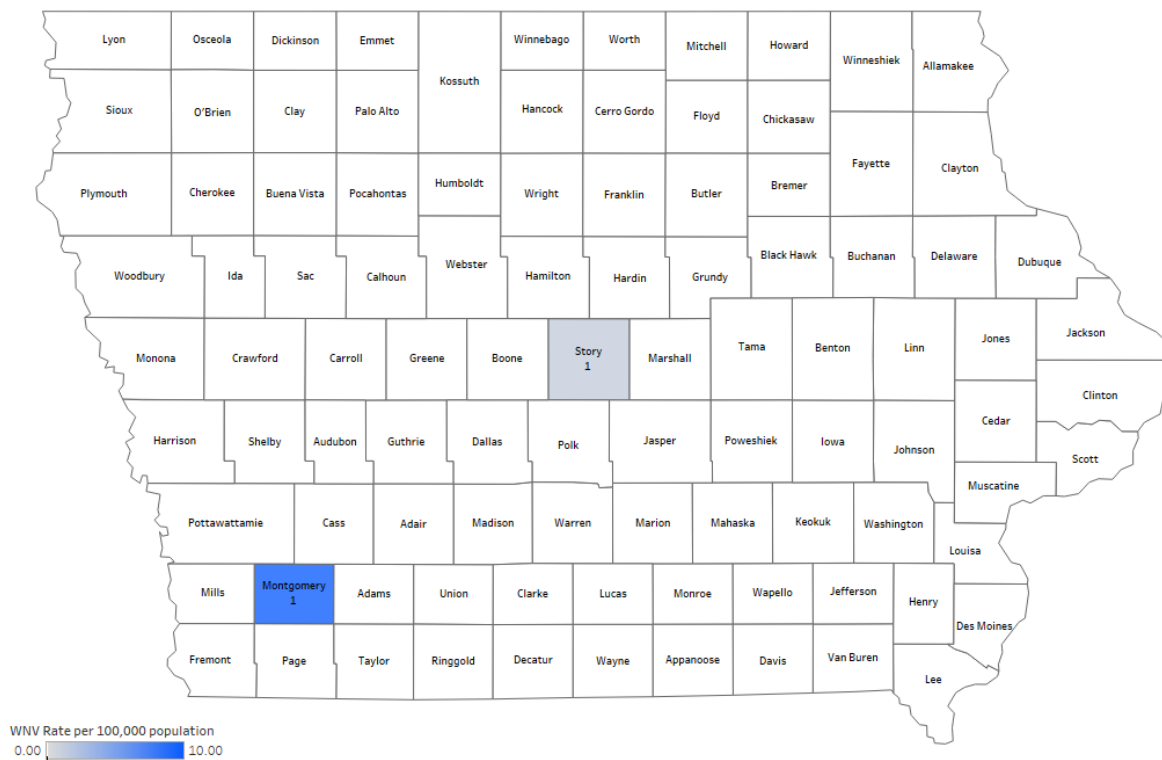 Lyon
Osceola
Dickinson
Emmet
Kossuth
Winnebago
Worth
Mitchell
Howard
Winneshiek
Allamakee
Sioux
O'Brien
Clay
Palo Alto
Hancock
Cerro Gordo
Floyd
Chickasaw
Fayette
Clayton
Plymouth
Cherokee
Buena Vista
Pocahontas
Humboldt
Wright
Franklin
Butler
Bremer
Woodbury
Ida
Sac
Calhoun
Webster
Hamilton
Hardin
Grundy
Black Hawk
Buchanan
Delaware
Dubuque
Monona
Crawford
Carroll
Greene
Boone
Story
1
Marshall
Tama
Benton
Linn
Jones
Jackson
Clinton
Harrison
Shelby
Audubon
Guthrie
Dallas
Polk
Jasper
Poweshiek
Iowa
Johnson
Cedar
Scott
Muscatine
Pottawattamie
Cass
Adair
Madison
Warren
Marion
Mahaska
Keokuk
Washington
Louisa
Mills
Montgomery
1
Adams
Union
Clarke
Lucas
Monroe
Wapello
Jefferson
Henry
Des Moines
Fremont
Page
Taylor
Ringgold
Decatur
Wayne
Appanoose
Davis
Van Buren
Lee
WNV Rate per 100,000 population
0.00
10.00